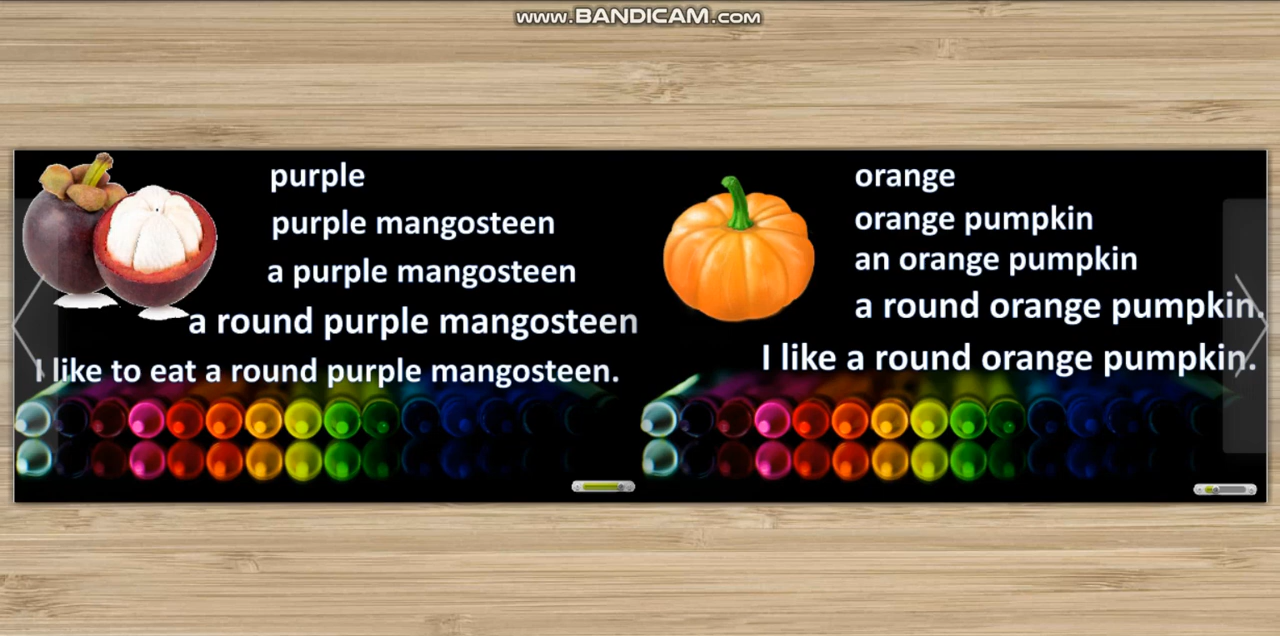 www.BANDICAM.com
purple
purple mangosteen
a purple mangosteen
a round purple mangosteen
I like to eat a round purple mangosteen.
orange
orange pumpkin
an orange pumpkin
a round orange pumpkin.
I like a round orange pumpkin.